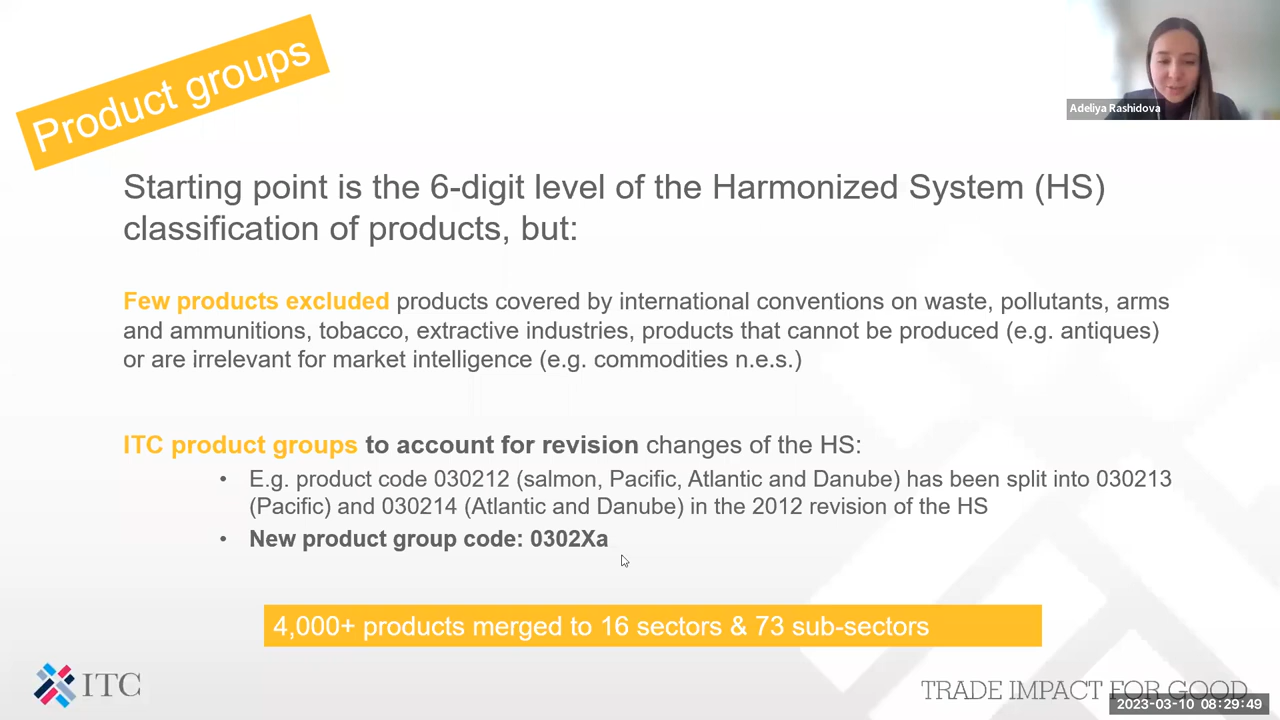 Product groups
Adeliya Rashidova
Starting point is the 6-digit level of the Harmonized System (HS)
classification of products, but:
Few products excluded products covered by international conventions on waste, pollutants, arms
and ammunitions, tobacco, extractive industries, products that cannot be produced (e.g. antiques)
or are irrelevant for market intelligence (e.g. commodities n.e.s.)
ITC product groups to account for revision changes of the HS:
• E.g. product code 030212 (salmon, Pacific, Atlantic and Danube) has been split into 030213
(Pacific) and 030214 (Atlantic and Danube) in the 2012 revision of the HS
• New product group code: 0302Xa
4,000+ products merged to 16 sectors & 73 sub-sectors
ITC
TRADE IMPACT FOR GOOD
2023-03-10 08:29:49